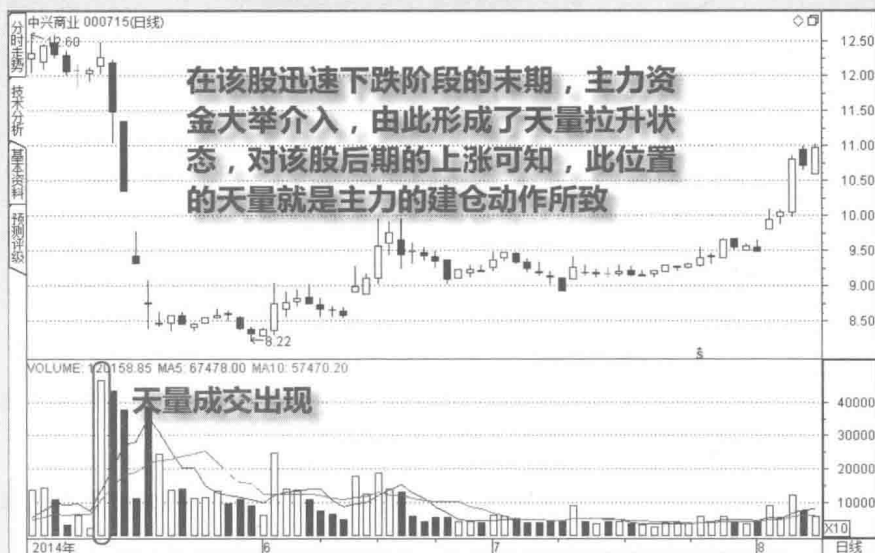 中兴商业 000715(日线)
12.60
分时走势
技术分析
基本资料
预测评级
在该股迅速下跌阶段的末期，主力资
金大举介入，由此形成了天量拉升状
态，对该股后期的上涨可知，此位置
的天量就是主力的建仓动作所致
12.50
12.00
11.50
11.00
10.50
10.00
9.50
9.00
8.50
8.22
VOLUME: 120158.85 MA5: 67478.00 MA10: 57470.20
天量成交出现
40000
30000
20000
10000
X10
2014年 6 7 8 日线